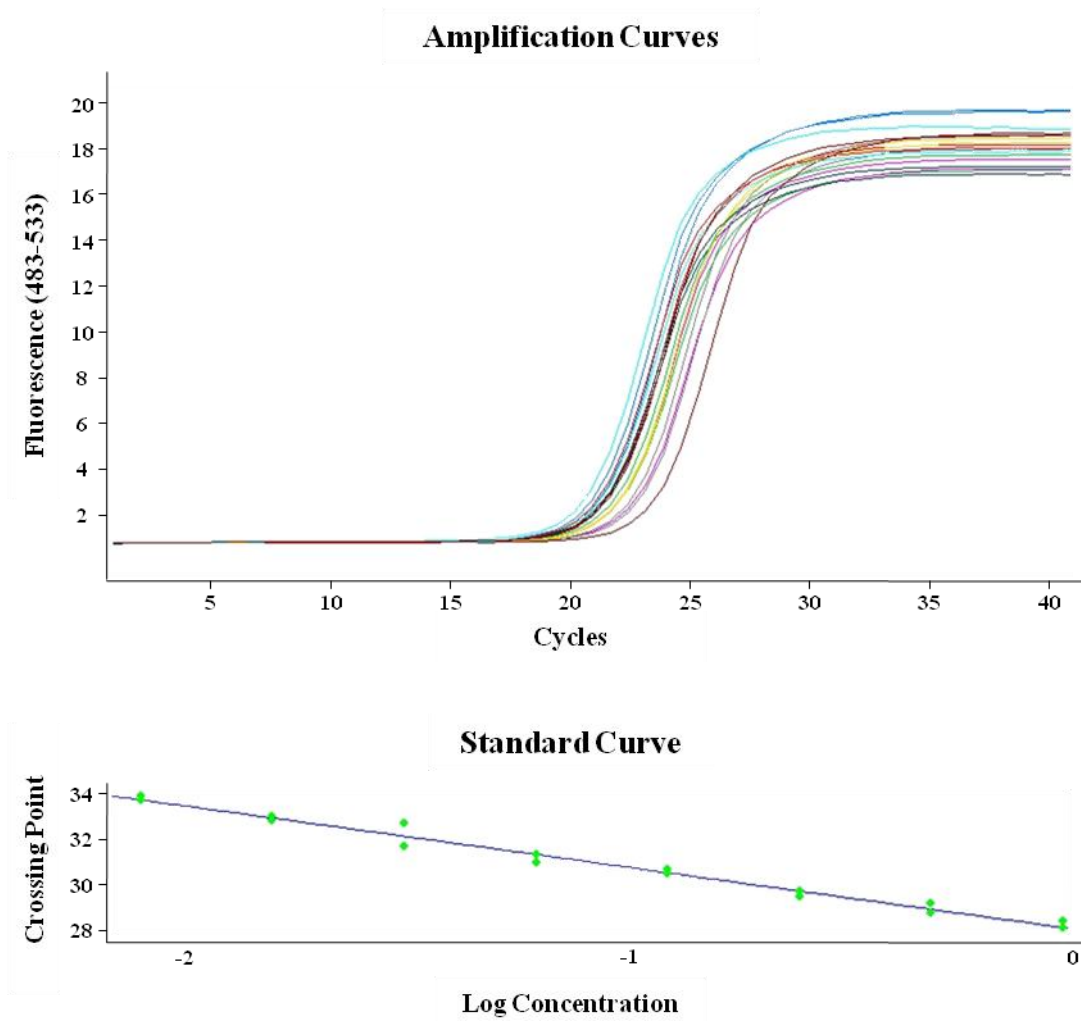 Amplification Curves
Fluorescence (483-533)
20
18
16
14
12
10
8
6
4
2
5 10 15 20 25 30 35 40
Cycles
Standard Curve
Crossing Point
34
32
30
28
-2 -1 0
Log Concentration